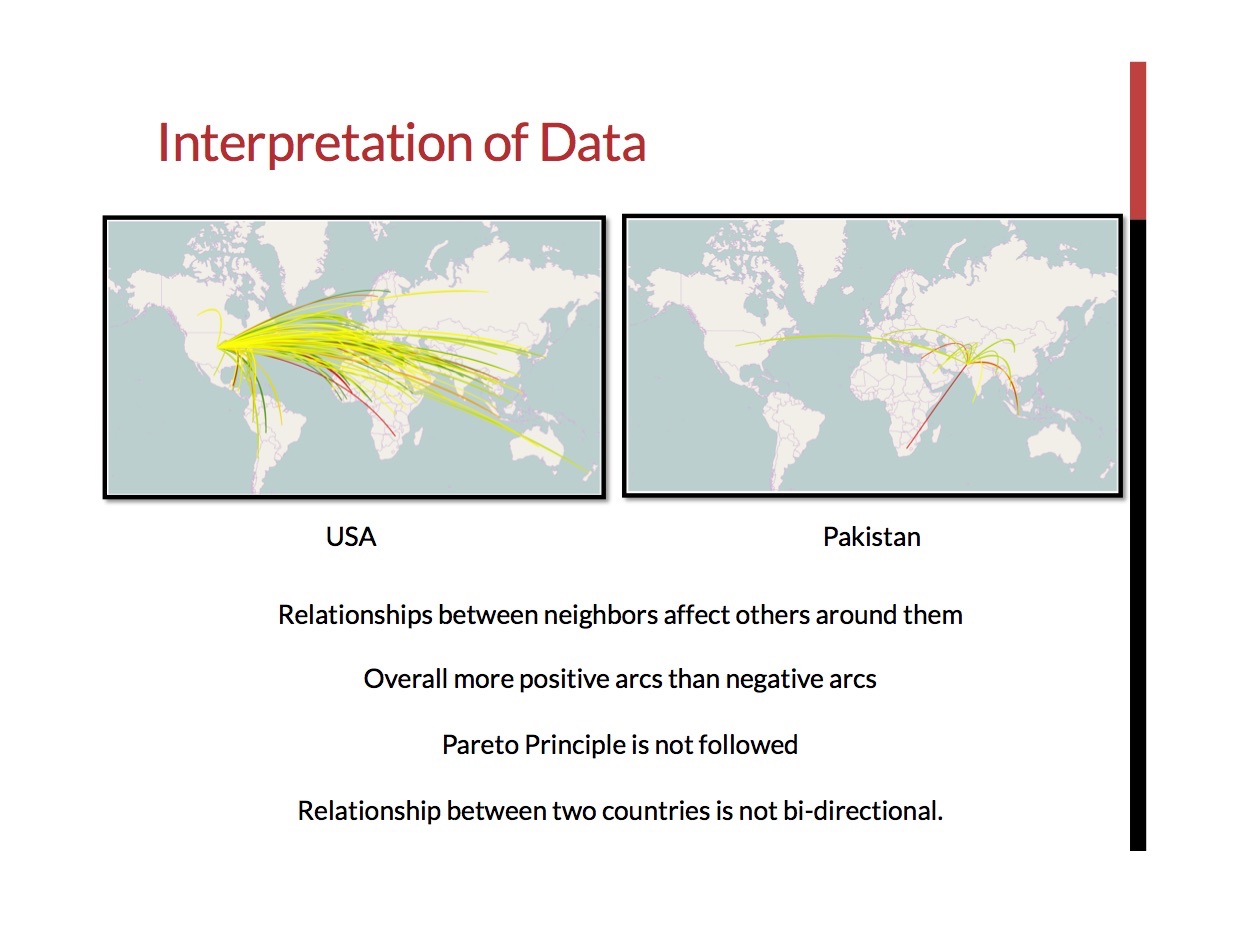 Interpretation of Data
USA
Pakistan
Relationships between neighbors affect others around them
Overall more positive arcs than negative arcs
Pareto Principle is not followed
Relationship between two countries is not bi-directional.